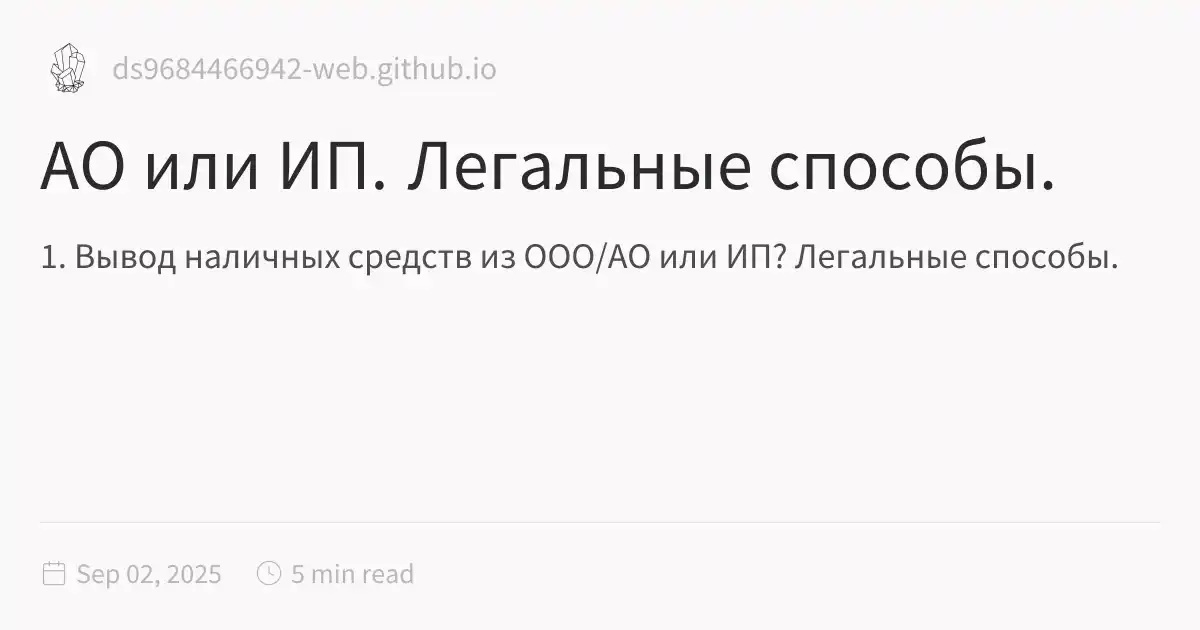 ds9684466942-web.github.io
АО или ИП. Легальные способы.
1. Вывод наличных средств из ООО/АО или ИП? Легальные способы.
Sep 02, 2025
5 min read